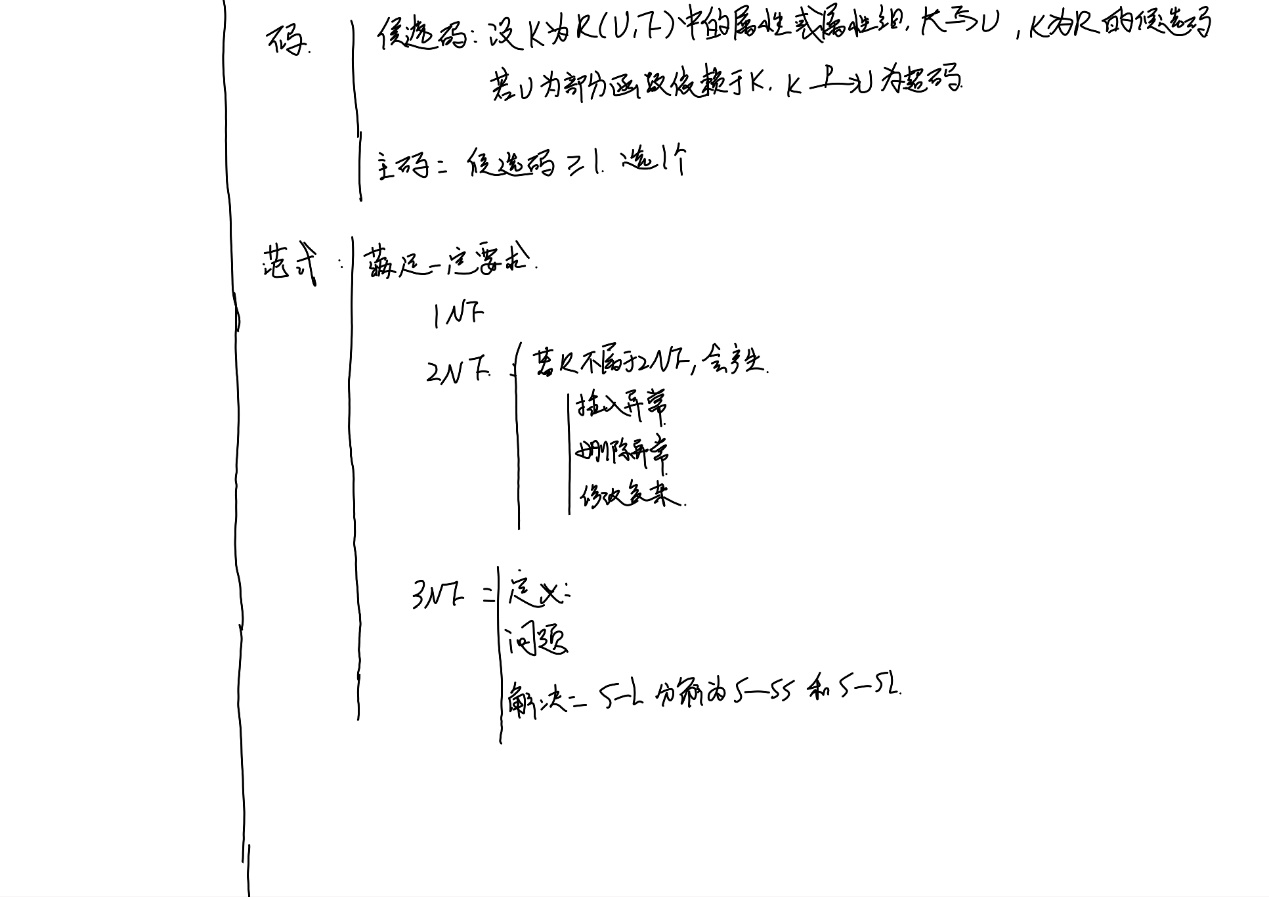 码. 候选码: 设K为R(U,F)中的属性或属性组. K F→U, K为R的候选码
若U为部分函数依赖于K. K P→U 为超码.
主码: 候选码≥1. 选1个
范式: 满足一定要求.
1NF
2NF: 若R不属于2NF, 会产生.
插入异常
删除异常
修改复杂.
3NF: 定义:
问题
解决: S-L 分解为 S-SS 和 S-SL.